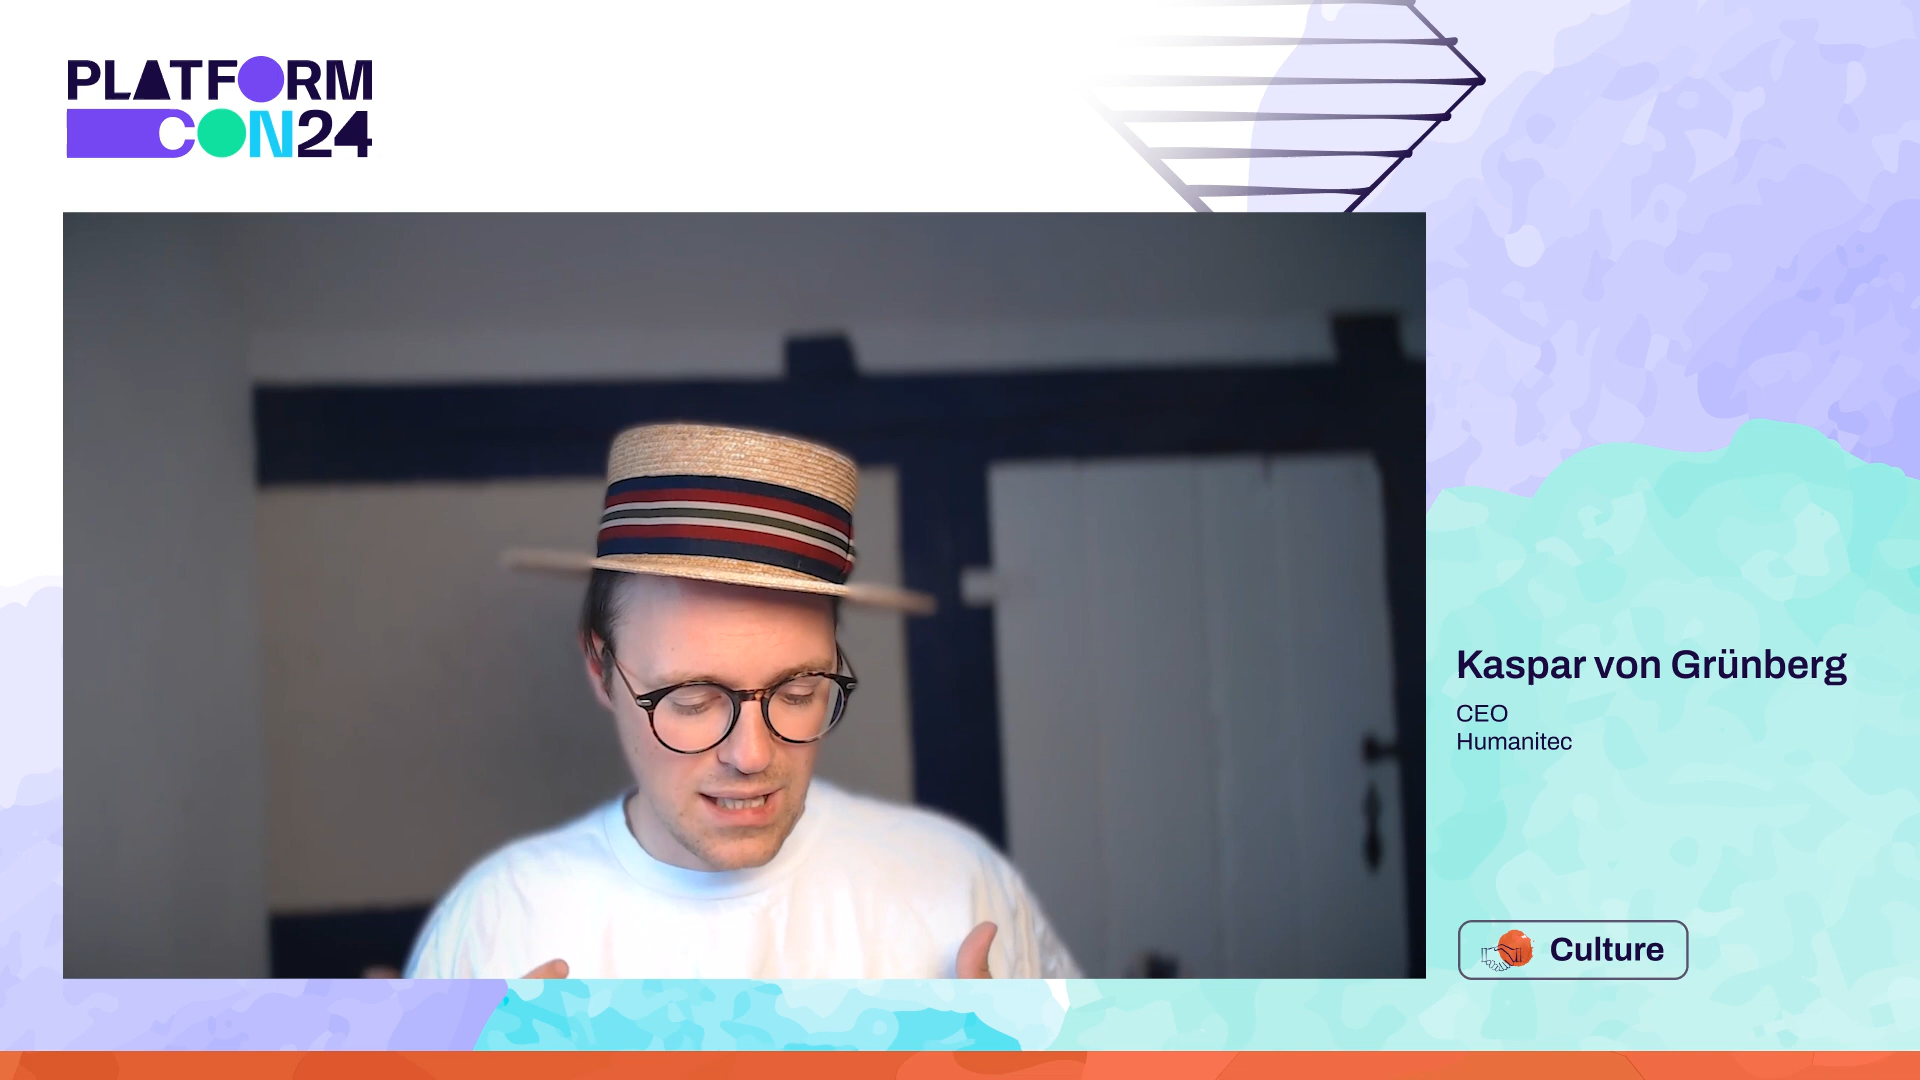 PLATFORM
CON24
Kaspar von Grünberg
CEO
Humanitec
Culture